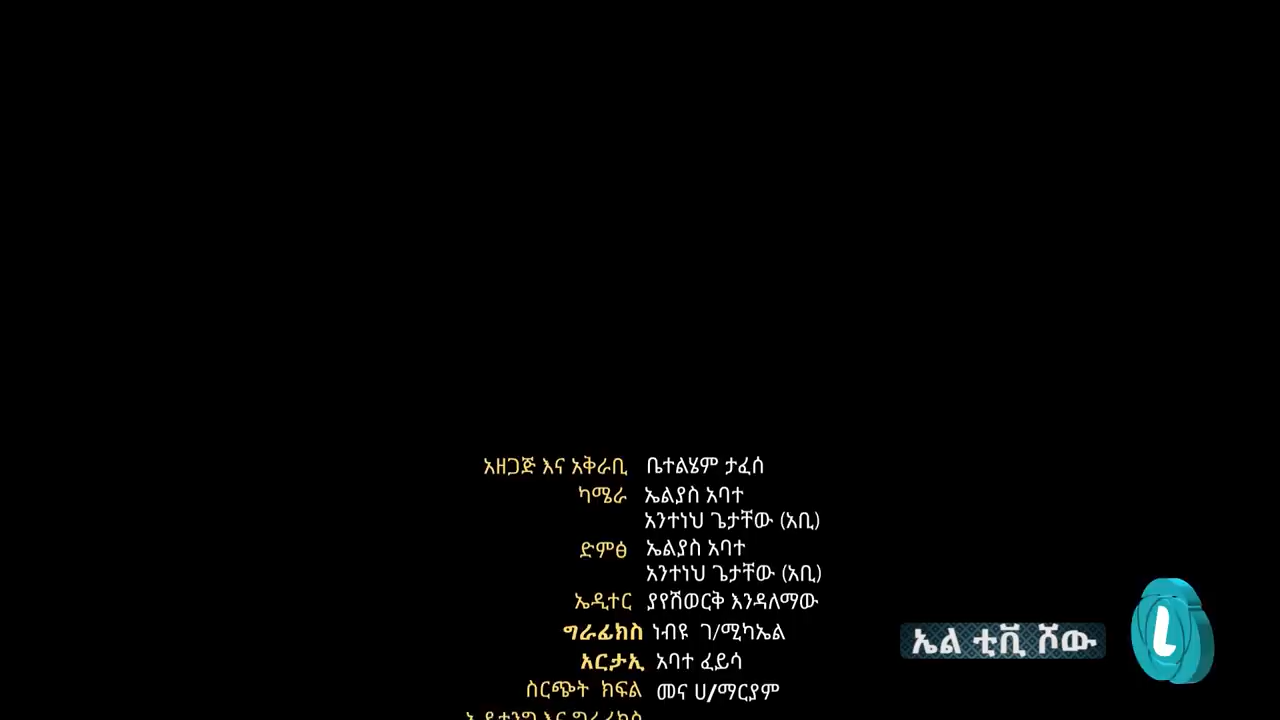 አዘጋጅ እና አቅራቢ ቤተልሄም ታፈሰ
ካሜራ ኤልያስ አባተ
አንተነህ ጌታቸው (አቢ)
ድምፅ ኤልያስ አባተ
አንተነህ ጌታቸው (አቢ)
ኤዲተር ያየሽወርቅ እንዳለማው
ግራፊክስ ነብዩ ገ/ሚካኤል
አርታኢ አባተ ፈይሳ
ስርጭት ክፍል መና ሀ/ማርያም
ኤል ቲቪ ሾው
L